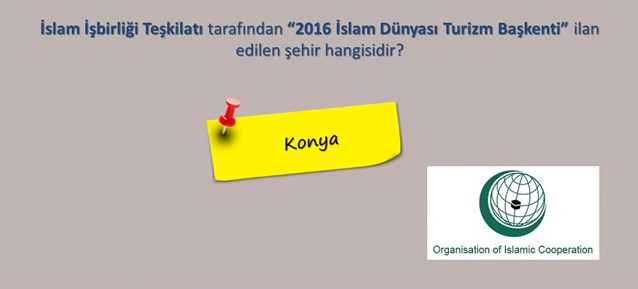 İslam İşbirliği Teşkilatı tarafından “2016 İslam Dünyası Turizm Başkenti” ilan
edilen şehir hangisidir?
Konya
Organisation of Islamic Cooperation